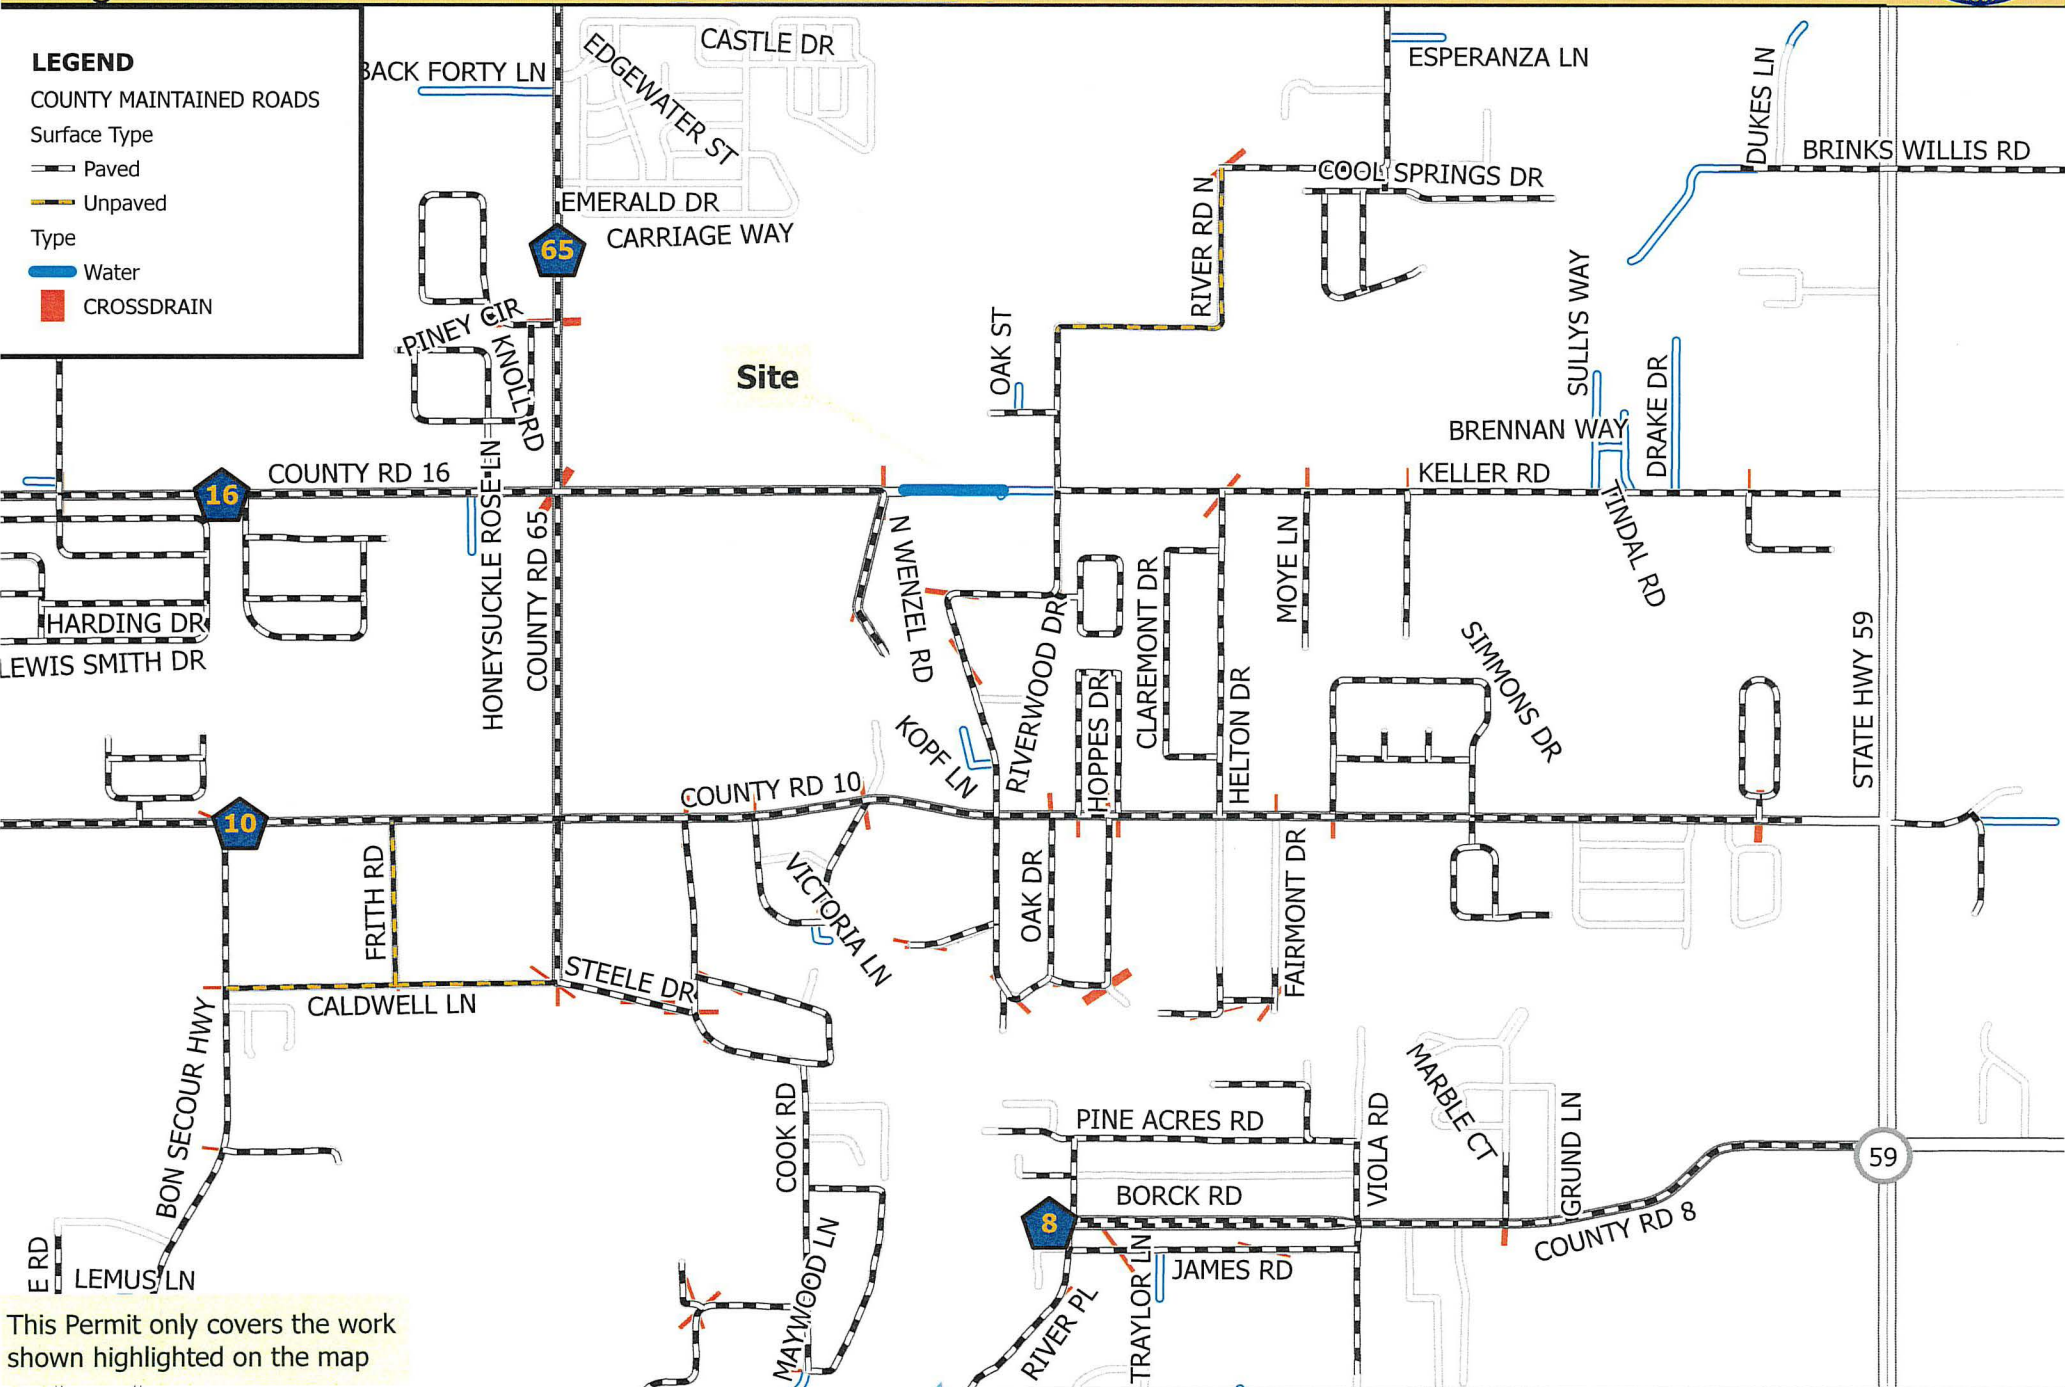 LEGEND
COUNTY MAINTAINED ROADS
Surface Type
Paved
Unpaved
Type
Water
CROSSDRAIN
BACK FORTY LN
CASTLE DR
EDGEWATER ST
EMERALD DR
CARRIAGE WAY
65
PINEY CIR
KNOLL RD
Site
OAK ST
RIVER RD N
ESPERANZA LN
COOL SPRINGS DR
DUKES LN
BRINKS WILLIS RD
SULLYS WAY
BRENNAN WAY
DRAKE DR
KELLER RD
TINDAL RD
COUNTY RD 16
16
HONEYSUCKLE ROSE LN
COUNTY RD 65
N WENZEL RD
HARDING DR
LEWIS SMITH DR
RIVERWOOD DR
HOPPES DR
CLAREMONT DR
HELTON DR
MOYE LN
SIMMONS DR
STATE HWY 59
KOPF LN
COUNTY RD 10
10
FRITH RD
VICTORIA LN
OAK DR
FAIRMONT DR
STEELE DR
CALDWELL LN
BON SECOUR HWY
COOK RD
PINE ACRES RD
VIOLA RD
MARBLE CT
GRUND LN
59
BORCK RD
8
COUNTY RD 8
JAMES RD
TRAYLOR LN
RIVER PL
MAYWOOD LN
E RD
LEMUS LN
This Permit only covers the work
shown highlighted on the map